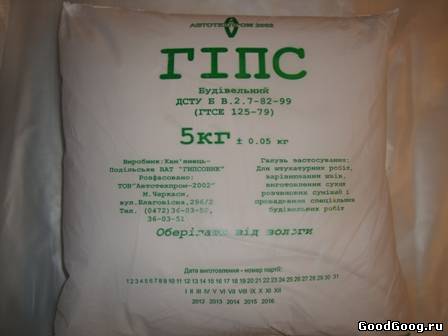 АВТОТЕХПРОМ 2002
ГІПС
Будівельний
ДСТУ Б В.2.7-82-99
(ГТСЕ 125-79)
5кг ± 0.05 кг
Виробник:Кам'янець-
Подільське ВАТ "ГИПСОВИК"
Розфасовано:
ТОВ"Автотехпром-2002"
М.Черкаси,
вул.Благовісна,296/2
Тел. (0472)36-03-50,
36-03-51
Галузь застосування:
Для штукатурних робіт,
вирівнювання швів,
виготовлення сухих
розчинних сумішей і
проведення спеціальних
будівельних робіт
Оберігати від вологи
Дата виготовлення - номер партії:
1 2 3 4 5 6 7 8 9 10 11 12 13 14 15 16 17 18 19 20 21 22 23 24 25 26 27 28 29 30 31
I II III IV V VI VII VIII IX X XI XII
2012 2013 2014 2015 2016
GoodGoog.ru